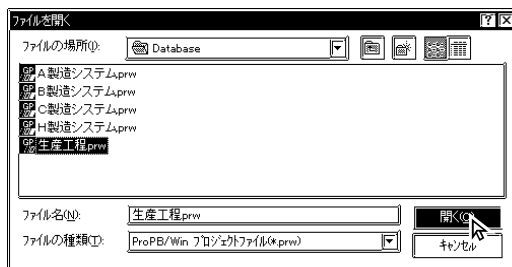 ファイルを開く
ファイルの場所(I):
Database
A製造システム.prw
B製造システム.prw
C製造システム.prw
H製造システム.prw
生産工程.prw
ファイル名(N):
生産工程.prw
開く(O)
ファイルの種類(T):
ProPB/Win プロジェクトファイル(*.prw)
キャンセル